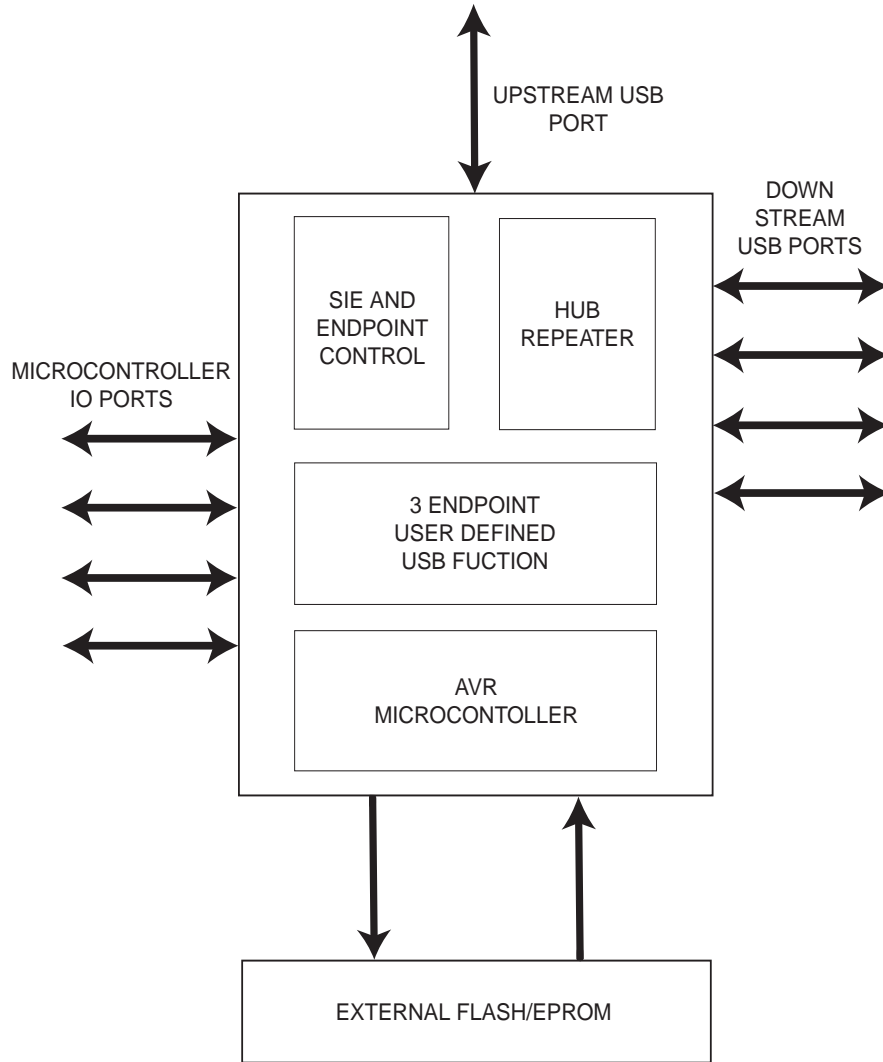 UPSTREAM USB
PORT
DOWN
STREAM
USB PORTS
SIE AND
ENDPOINT
CONTROL
HUB
REPEATER
MICROCONTROLLER
IO PORTS
3 ENDPOINT
USER DEFINED
USB FUCTION
AVR
MICROCONTOLLER
EXTERNAL FLASH/EPROM